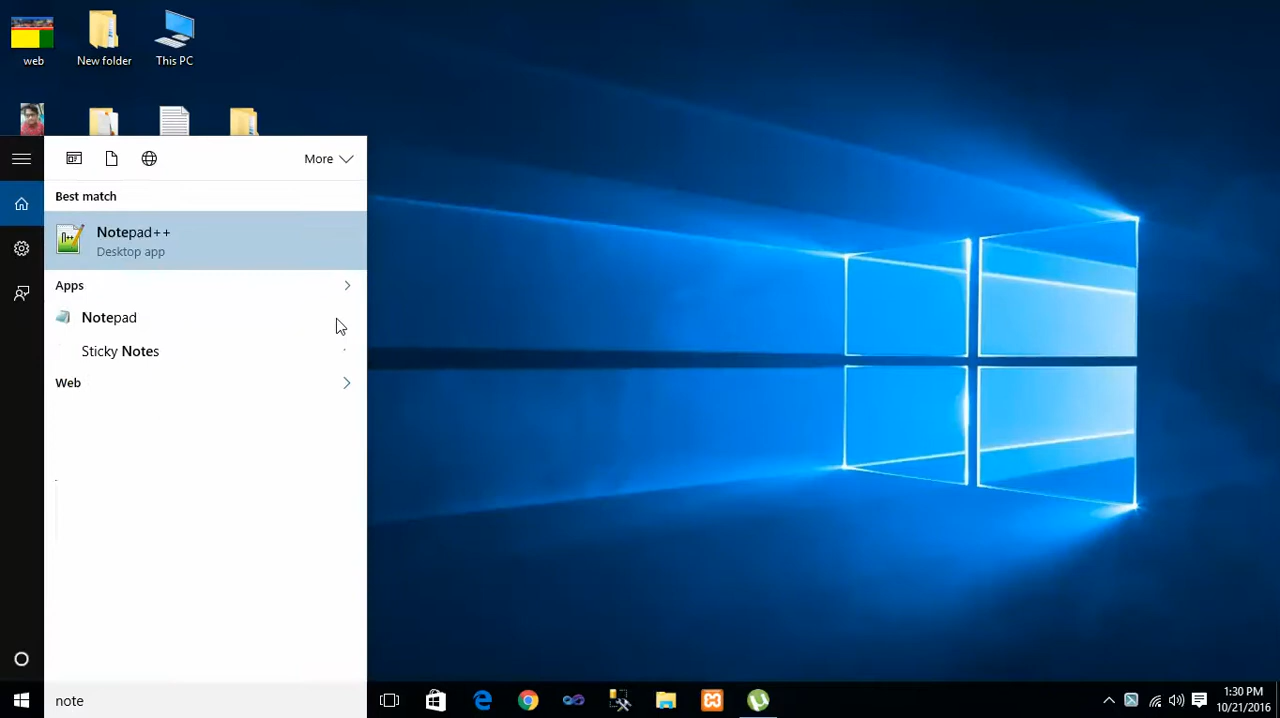 web
New folder
This PC
More
Best match
Notepad++
Desktop app
Apps
Notepad
Sticky Notes
Web
note
1:30 PM
10/21/2016